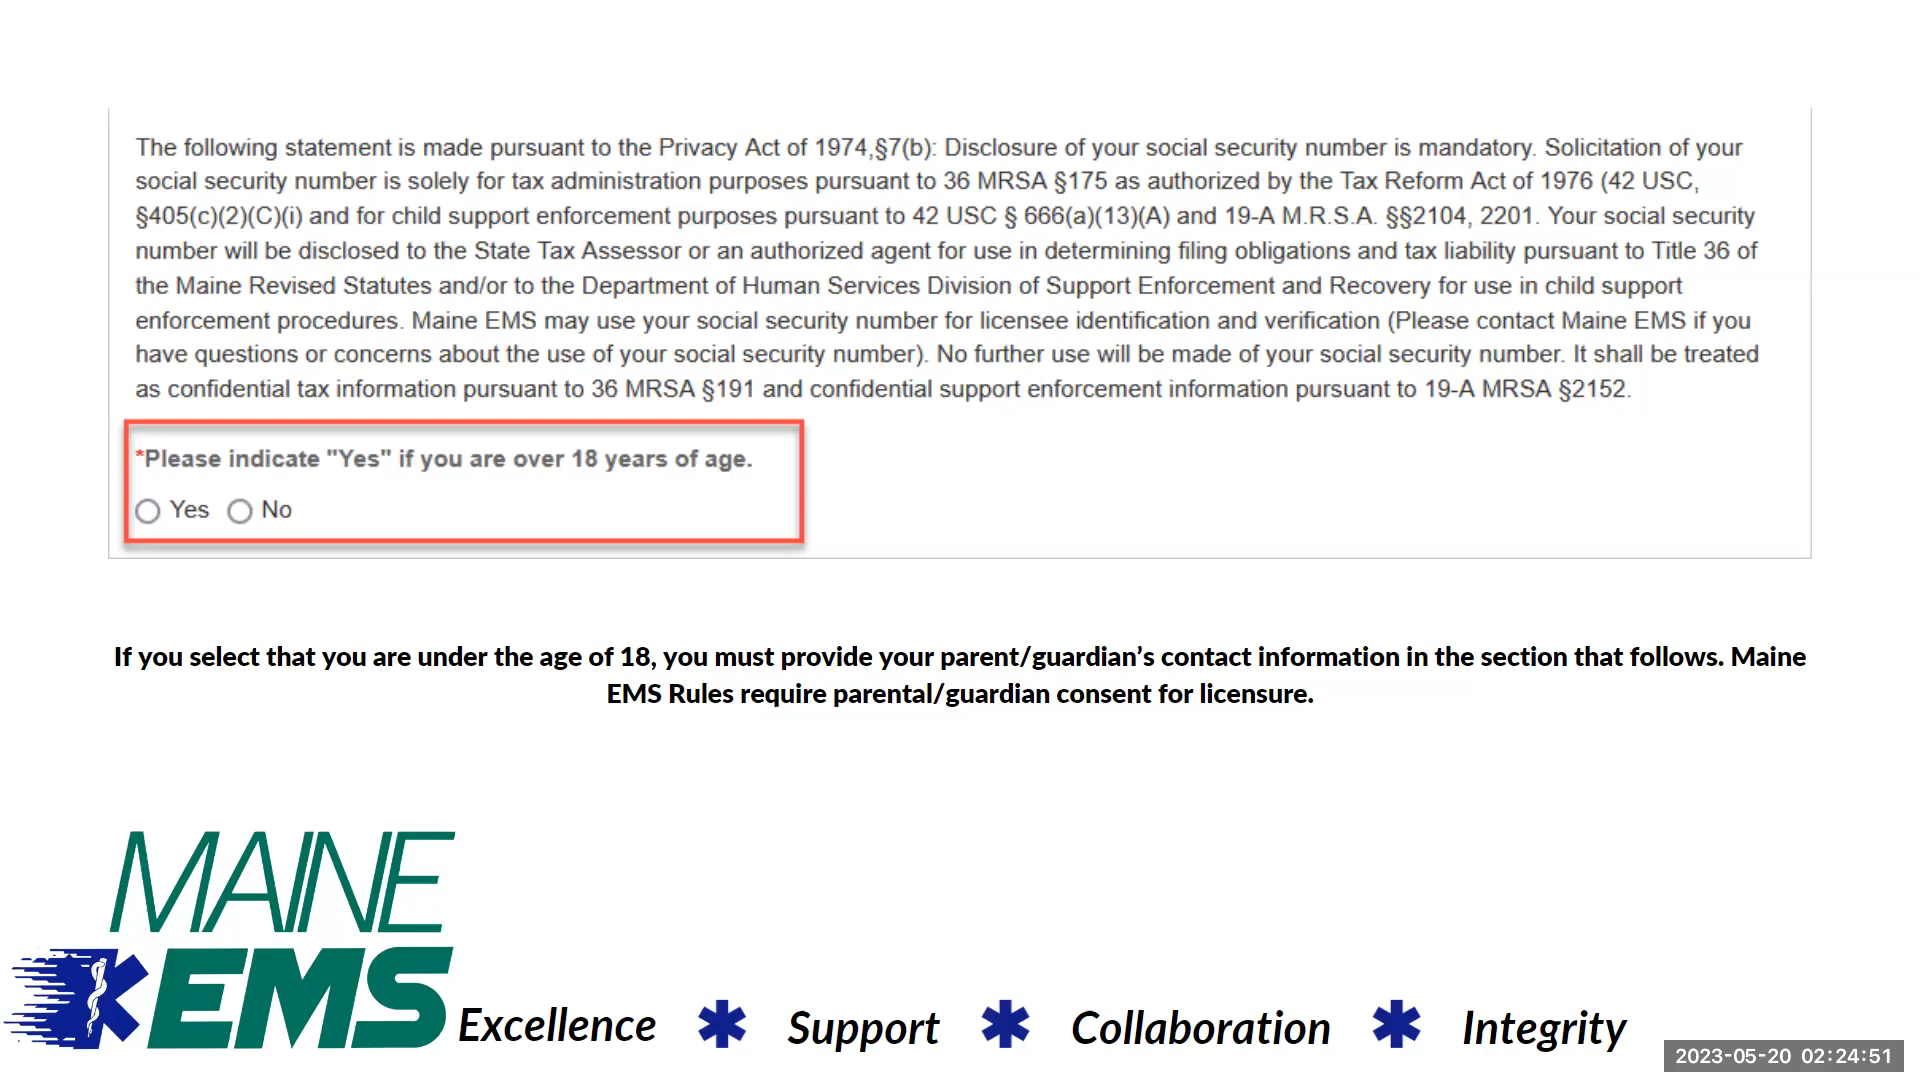 The following statement is made pursuant to the Privacy Act of 1974,§7(b): Disclosure of your social security number is mandatory. Solicitation of your
social security number is solely for tax administration purposes pursuant to 36 MRSA §175 as authorized by the Tax Reform Act of 1976 (42 USC,
§405(c)(2)(C)(i) and for child support enforcement purposes pursuant to 42 USC § 666(a)(13)(A) and 19-A M.R.S.A. §§2104, 2201. Your social security
number will be disclosed to the State Tax Assessor or an authorized agent for use in determining filing obligations and tax liability pursuant to Title 36 of
the Maine Revised Statutes and/or to the Department of Human Services Division of Support Enforcement and Recovery for use in child support
enforcement procedures. Maine EMS may use your social security number for licensee identification and verification (Please contact Maine EMS if you
have questions or concerns about the use of your social security number). No further use will be made of your social security number. It shall be treated
as confidential tax information pursuant to 36 MRSA §191 and confidential support enforcement information pursuant to 19-A MRSA §2152.
*Please indicate "Yes" if you are over 18 years of age.
Yes No
If you select that you are under the age of 18, you must provide your parent/guardian’s contact information in the section that follows. Maine
EMS Rules require parental/guardian consent for licensure.
MAINE
EMS
Excellence Support Collaboration Integrity
2023-05-20 02:24:51